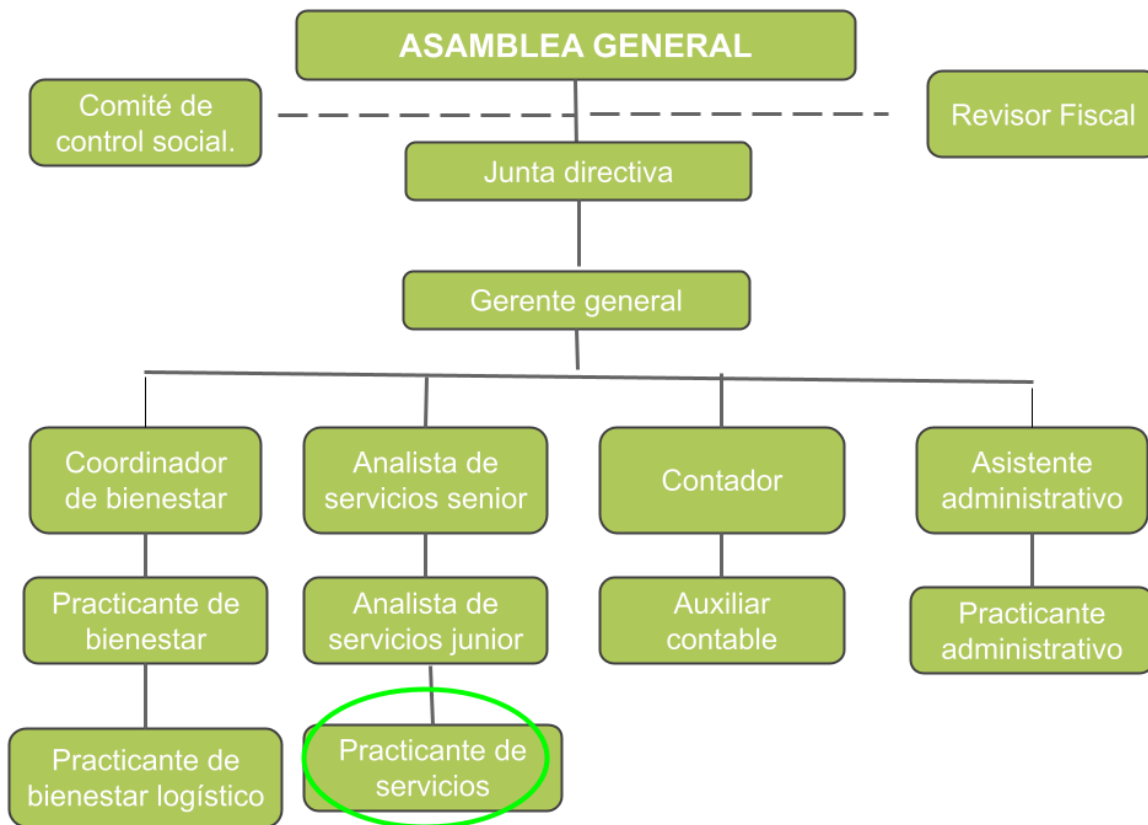 ASAMBLEA GENERAL
Comité de
control social.
Revisor Fiscal
Junta directiva
Gerente general
Coordinador
de bienestar
Analista de
servicios senior
Contador
Asistente
administrativo
Practicante de
bienestar
Analista de
servicios junior
Auxiliar
contable
Practicante
administrativo
Practicante de
bienestar logístico
Practicante de
servicios